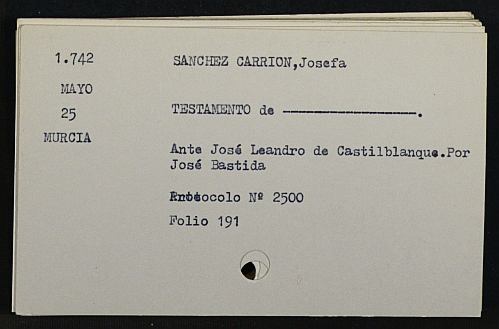 1.742 SANCHEZ CARRION,Josefa
MAYO
25 TESTAMENTO de ------------------.
MURCIA
Ante José Leandro de Castilblanque.Por
José Bastida
Protocolo Nº 2500
Folio 191